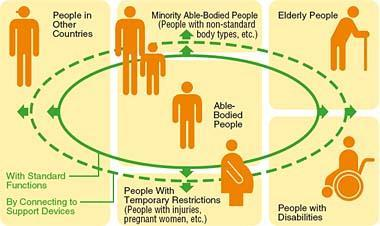 People in
Other
Countries
Minority Able-Bodied People
(People with non-standard
body types, etc.)
Elderly People
Able-
Bodied
People
With Standard
Functions
By Connecting to
Support Devices
People With
Temporary Restrictions
(People with injuries,
pregnant women, etc.)
People with
Disabilities